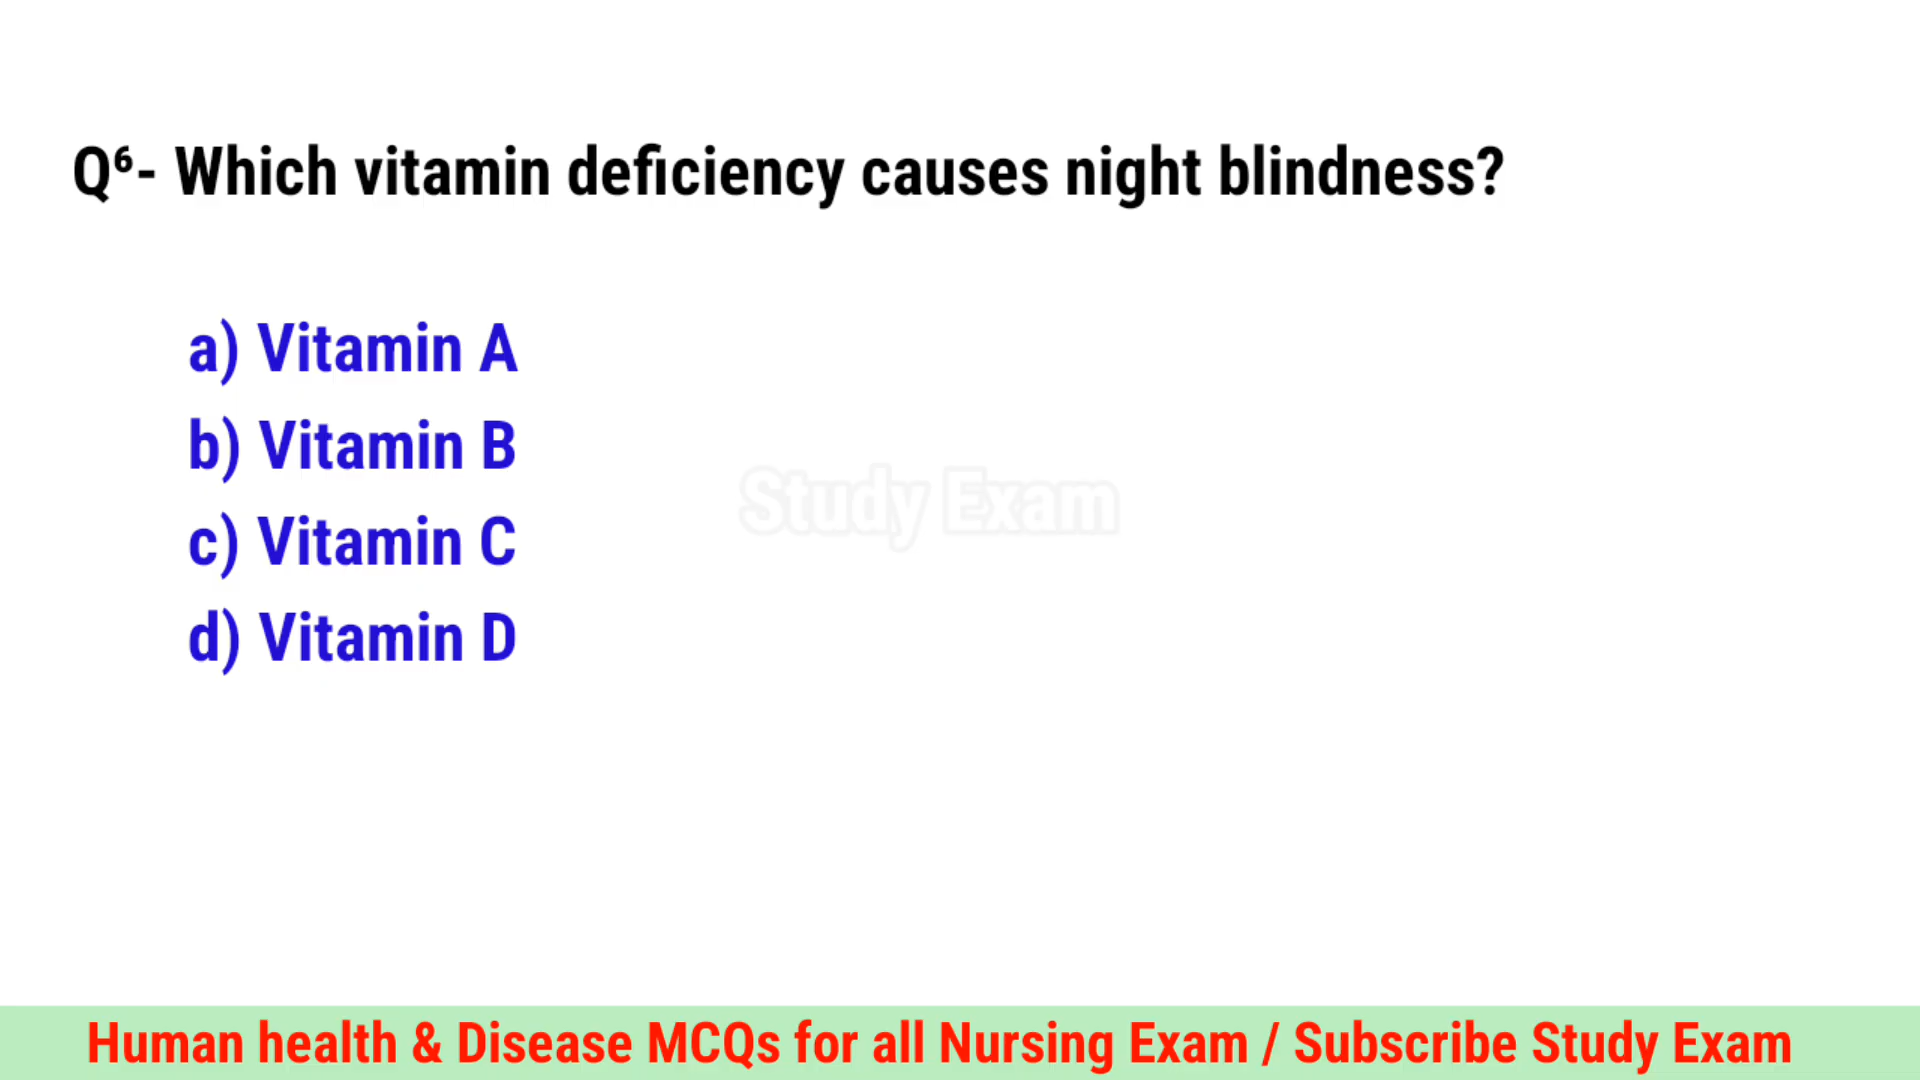 Q⁶- Which vitamin deficiency causes night blindness?
a) Vitamin A
b) Vitamin B
Study Exam
c) Vitamin C
d) Vitamin D
Human health & Disease MCQs for all Nursing Exam / Subscribe Study Exam